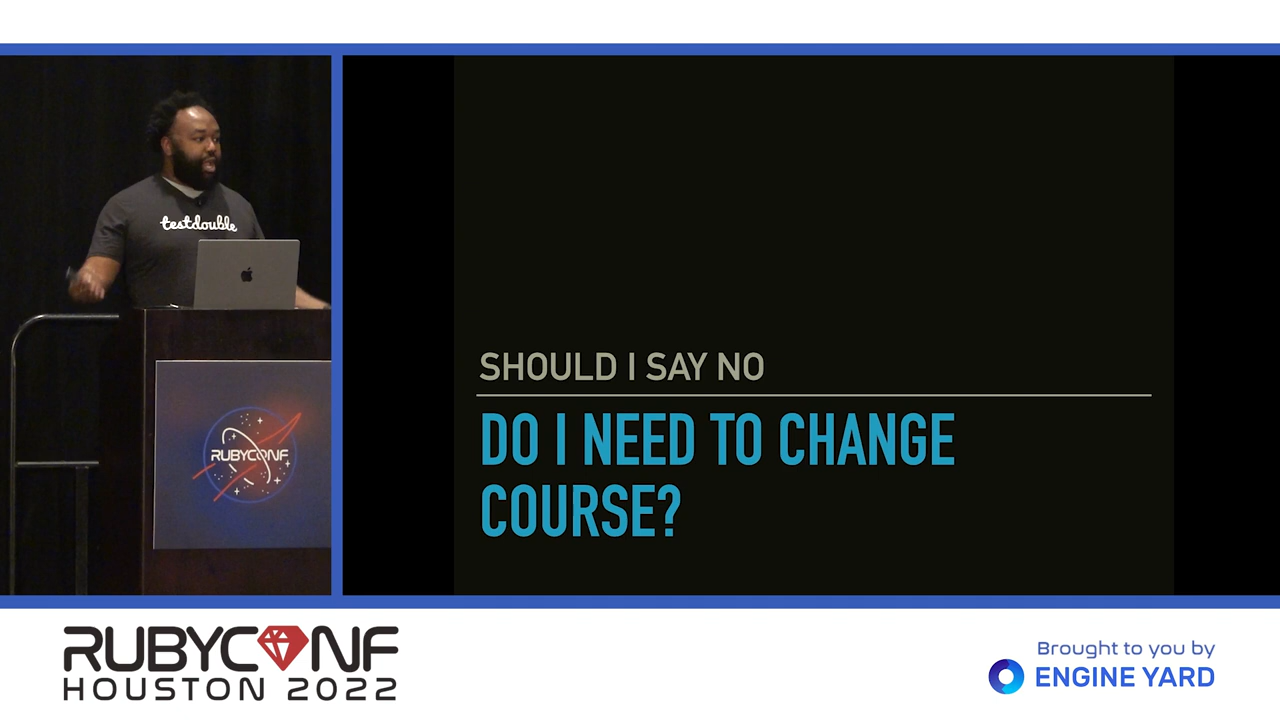 testdouble
RUBYCONF
SHOULD I SAY NO
DO I NEED TO CHANGE
COURSE?
RUBYCONF
HOUSTON 2022
Brought to you by
ENGINE YARD